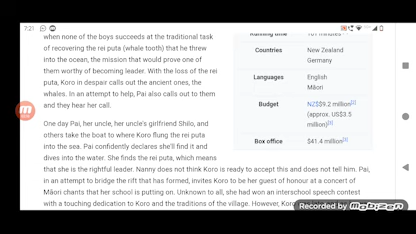 7:21
when none of the boys succeeds at the traditional task
of recovering the rei puta (whale tooth) that he threw
into the ocean, the mission that would prove one of
them worthy of becoming leader. With the loss of the
rei puta, Koro in despair calls out the ancient ones, the
whales. In an attempt to help, Pai also calls out to them
and they hear her call.
One day Pai, her uncle, her uncle's girlfriend Shilo, and
others take the boat to where Koro flung the rei puta
into the sea. Pai confidently declares she'll find it and
dives into the water. She finds the rei puta, which means
that she is the rightful leader. Nanny does not think Koro is ready to accept this and does not tell him. Pai,
in an attempt to bridge the rift that has formed, invites Koro to be her guest of honour at a concert of
Māori chants that her school is putting on. Unknown to all, she had won an interschool speech contest
with a touching dedication to Koro and the traditions of the village. However, Koro
Running time 101 minutes
Countries New Zealand
Germany
Languages English
Māori
Budget NZ$9.2 million[2]
(approx. US$3.5
million)[3]
Box office $41.4 million[3]
Recorded by
Mobizen